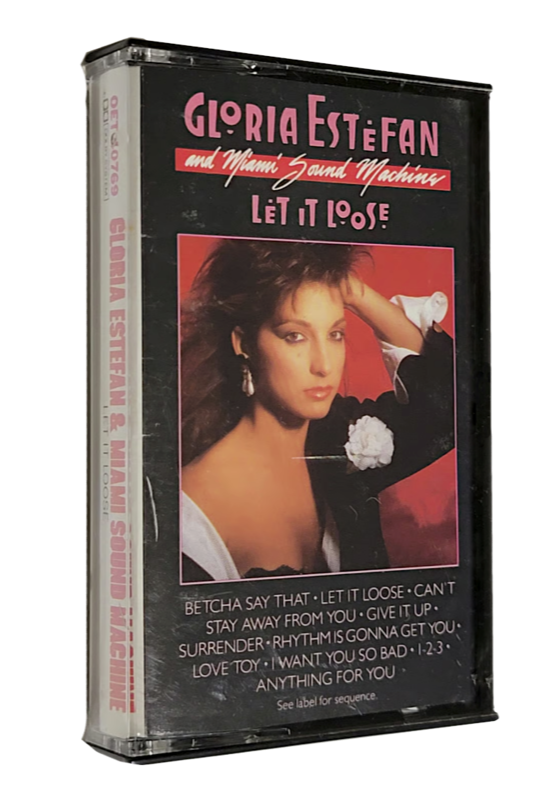 GLORIA ESTEFAN
and Miami Sound Machine
LET IT LOOSE
BETCHA SAY THAT • LET IT LOOSE • CAN'T
STAY AWAY FROM YOU • GIVE IT UP •
SURRENDER • RHYTHM IS GONNA GET YOU •
LOVE TOY • I WANT YOU SO BAD • 1-2-3 •
ANYTHING FOR YOU
See label for sequence.
GLORIA ESTEFAN & MIAMI SOUND MACHINE
LET IT LOOSE